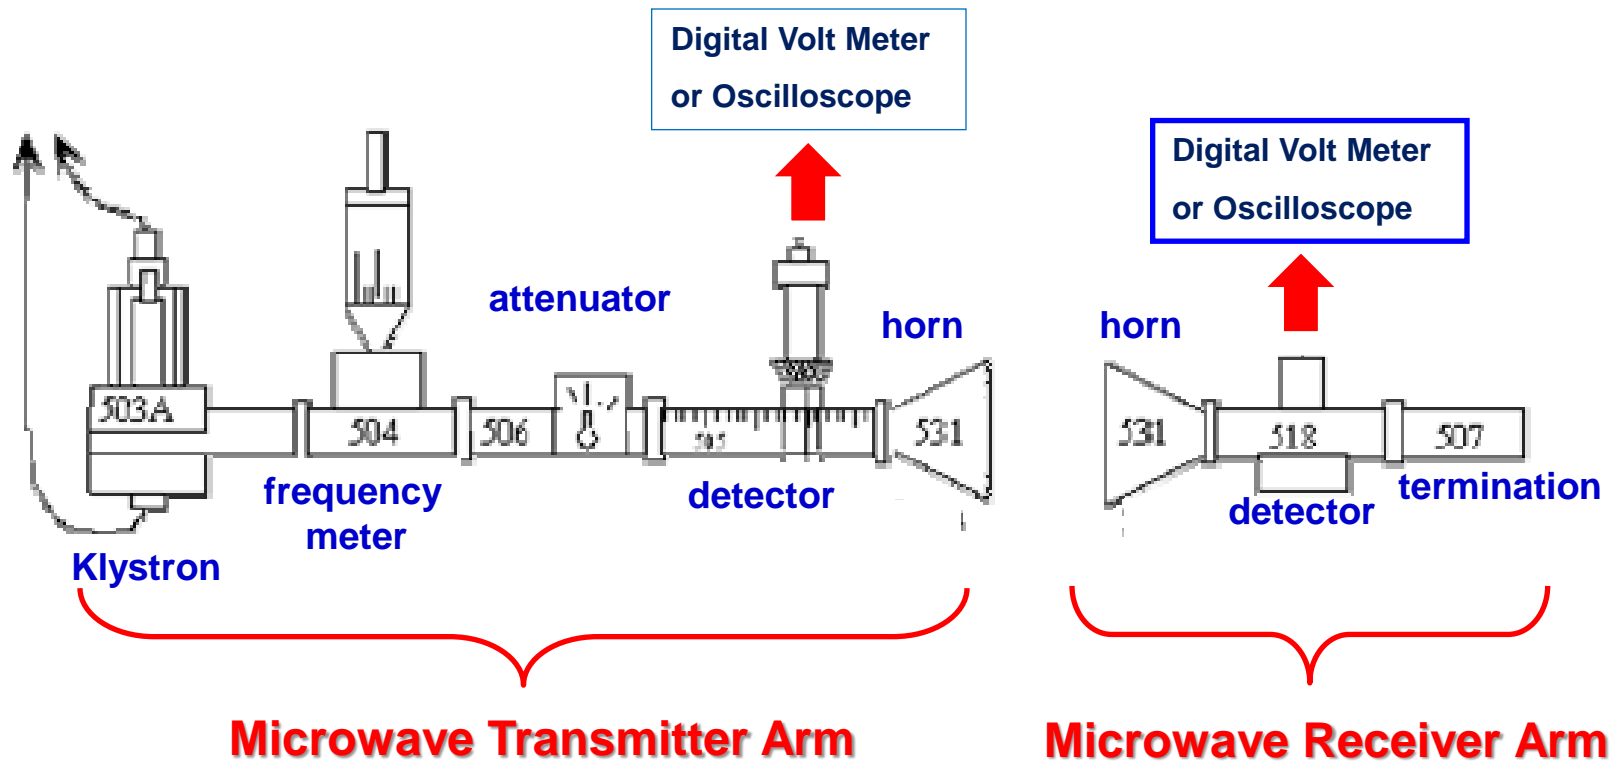 Digital Volt Meter
or Oscilloscope
Digital Volt Meter
or Oscilloscope
attenuator
horn
horn
503A
504
506
505
531
531
518
507
frequency
meter
detector
detector
termination
Klystron
Microwave Transmitter Arm
Microwave Receiver Arm